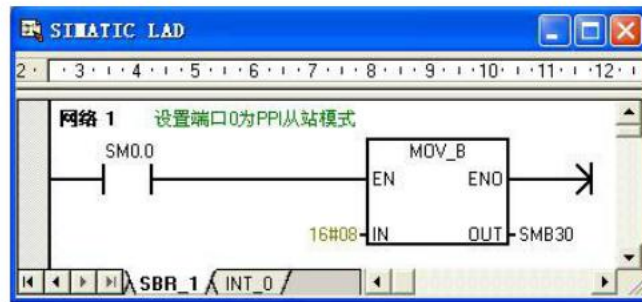 SIMATIC LAD
2· ·3·ı·4·ı·5·ı·6·ı·7·ı·8·ı·9·ı·10·ı·11·ı·12·ı
网络 1 设置端口0为PPI从站模式
SM0.0
MOV_B
EN ENO
16#08 IN OUT SMB30
SBR_1 INT_0